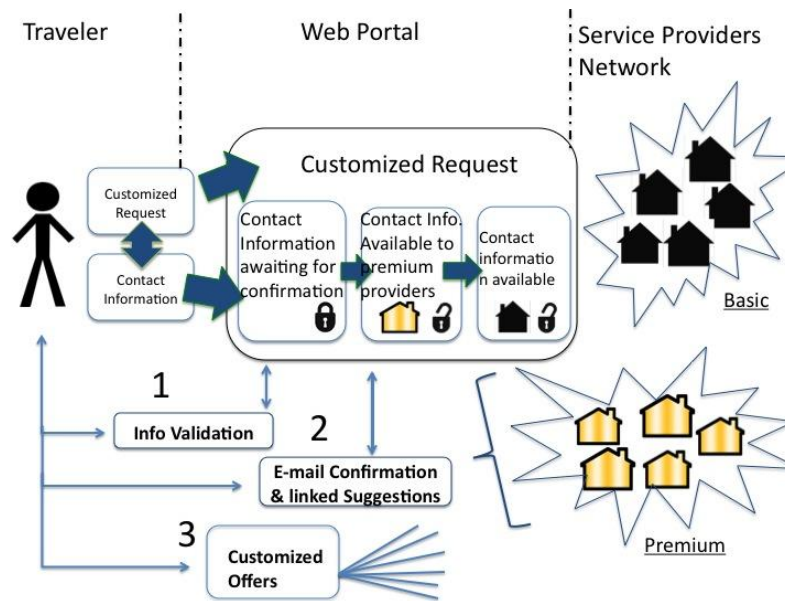 Traveler
Web Portal
Service Providers
Network
Customized Request
Customized
Request
Contact
Information
Contact
Information
awaiting for
confirmation
Contact Info.
Available to
premium
providers
Contact
informatio
n available
Basic
1
Info Validation
2
E-mail Confirmation
& linked Suggestions
3
Customized
Offers
Premium